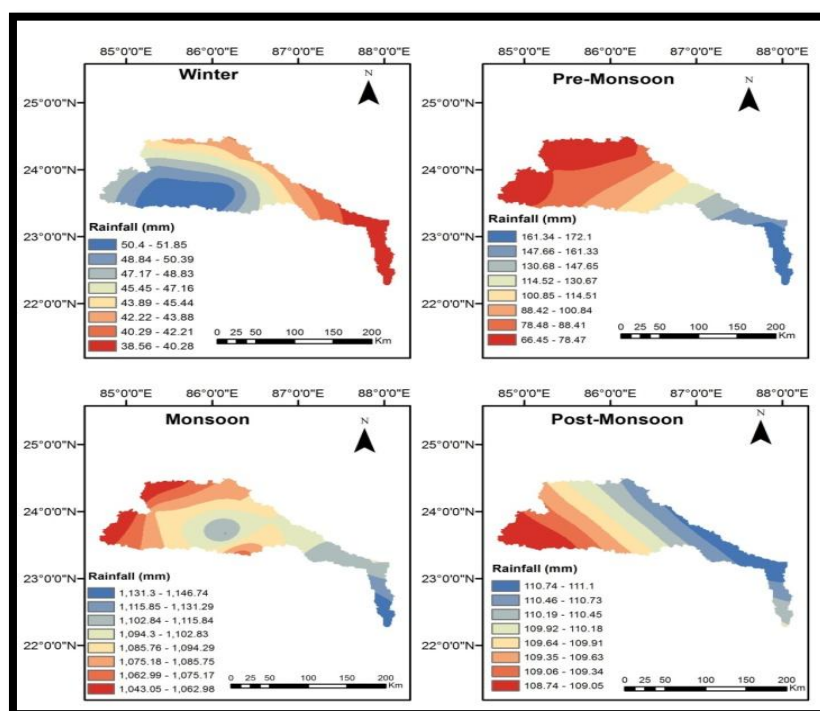 85°0'0"E 86°0'0"E 87°0'0"E 88°0'0"E
Winter
N
25°0'0"N
24°0'0"N
23°0'0"N
22°0'0"N
Rainfall (mm)
50.4 - 51.85
48.84 - 50.39
47.17 - 48.83
45.45 - 47.16
43.89 - 45.44
42.22 - 43.88
40.29 - 42.21
38.56 - 40.28
0 25 50 100 150 200
Km
85°0'0"E 86°0'0"E 87°0'0"E 88°0'0"E
Pre-Monsoon
N
25°0'0"N
24°0'0"N
23°0'0"N
22°0'0"N
Rainfall (mm)
161.34 - 172.1
147.66 - 161.33
130.68 - 147.65
114.52 - 130.67
100.85 - 114.51
88.42 - 100.84
78.48 - 88.41
66.45 - 78.47
0 25 50 100 150 200
Km
85°0'0"E 86°0'0"E 87°0'0"E 88°0'0"E
Monsoon
N
25°0'0"N
24°0'0"N
23°0'0"N
22°0'0"N
Rainfall (mm)
1,131.3 - 1,146.74
1,115.85 - 1,131.29
1,102.84 - 1,115.84
1,094.3 - 1,102.83
1,085.76 - 1,094.29
1,075.18 - 1,085.75
1,062.99 - 1,075.17
1,043.05 - 1,062.98
0 25 50 100 150 200
Km
85°0'0"E 86°0'0"E 87°0'0"E 88°0'0"E
Post-Monsoon
N
25°0'0"N
24°0'0"N
23°0'0"N
22°0'0"N
Rainfall (mm)
110.74 - 111.1
110.46 - 110.73
110.19 - 110.45
109.92 - 110.18
109.64 - 109.91
109.35 - 109.63
109.06 - 109.34
108.74 - 109.05
0 25 50 100 150 200
Km